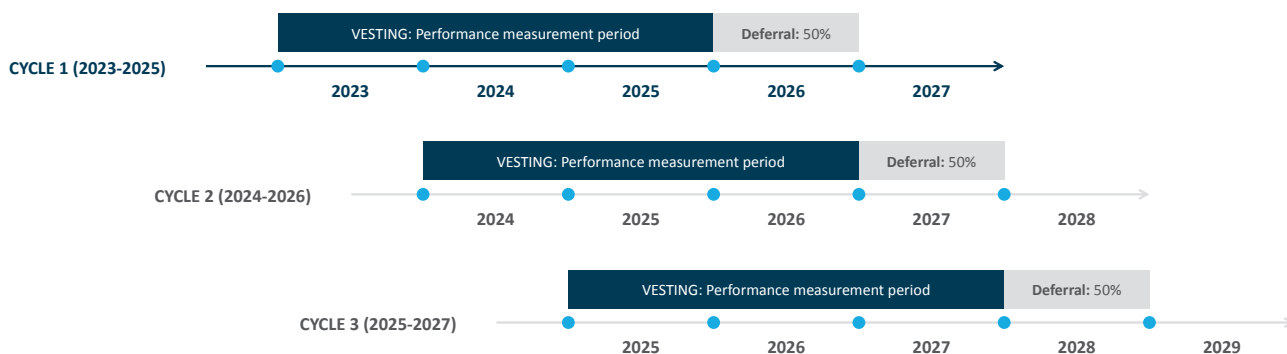 VESTING: Performance measurement period Deferral: 50%
CYCLE 1 (2023-2025)
2023 2024 2025 2026 2027
VESTING: Performance measurement period Deferral: 50%
CYCLE 2 (2024-2026)
2024 2025 2026 2027 2028
VESTING: Performance measurement period Deferral: 50%
CYCLE 3 (2025-2027)
2025 2026 2027 2028 2029